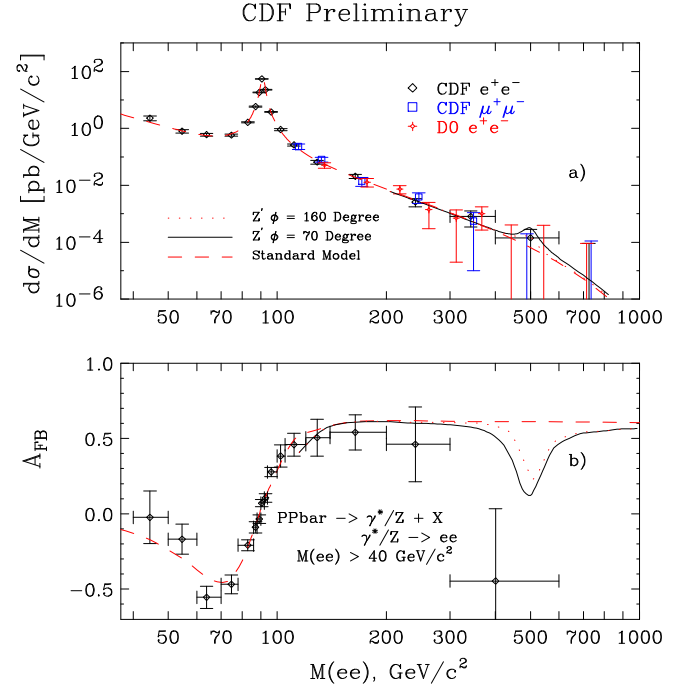 CDF Preliminary
dσ/dM [pb/GeV/c²]
10²
10⁰
10⁻²
10⁻⁴
10⁻⁶
CDF e⁺e⁻
CDF μ⁺μ⁻
D0 e⁺e⁻
a)
Z′ ϕ = 160 Degree
Z′ ϕ = 70 Degree
Standard Model
50 70 100 200 300 500 700 1000
A_FB
1.0
0.5
0.0
−0.5
b)
PPbar −> γ*/Z + X
γ*/Z −> ee
M(ee) > 40 GeV/c²
50 70 100 200 300 500 700 1000
M(ee), GeV/c²